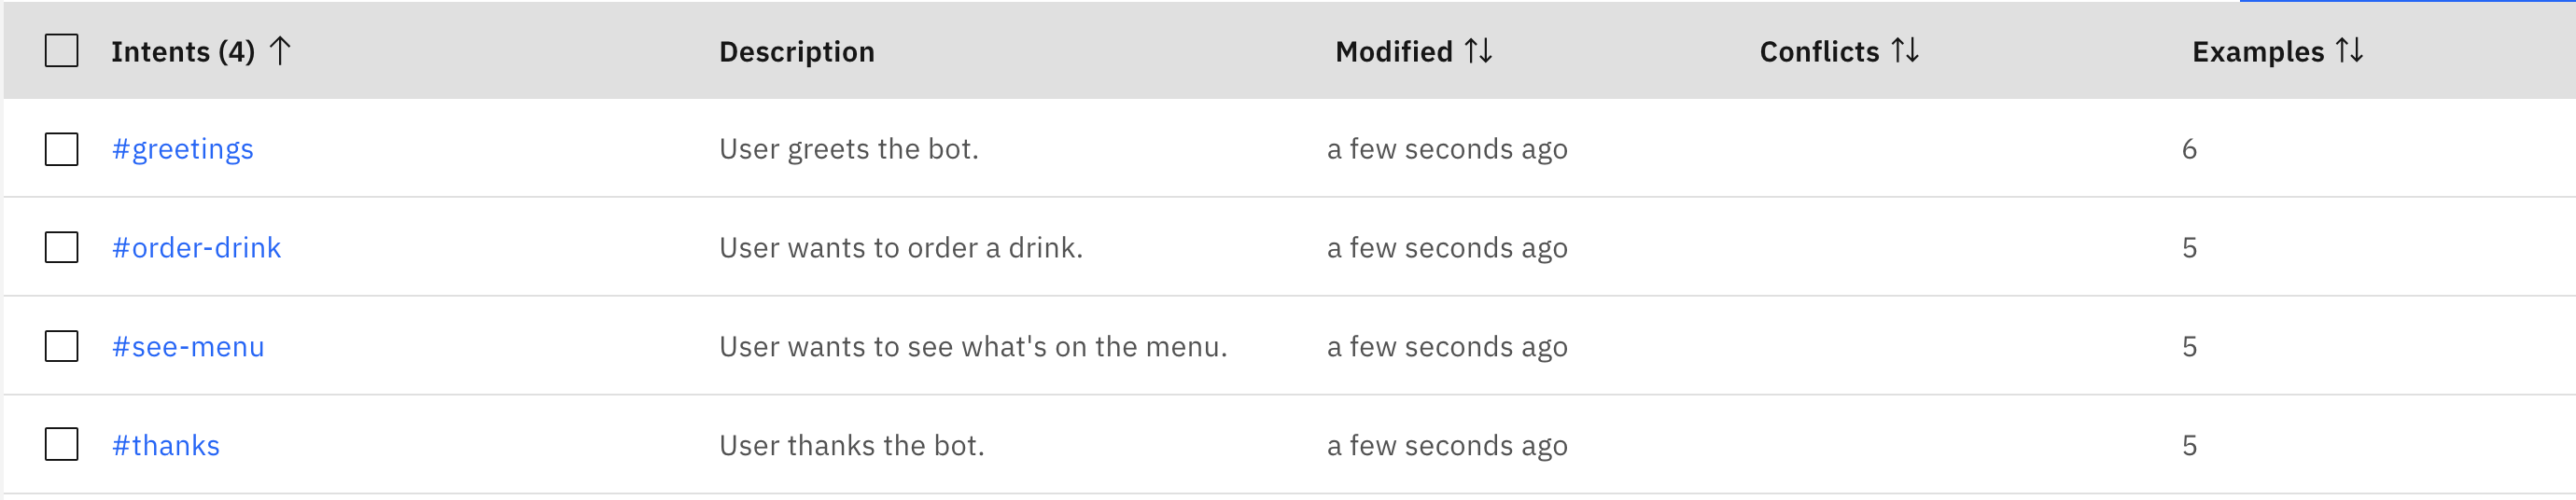 Intents (4) ↑ Description Modified ↑↓ Conflicts ↑↓ Examples ↑↓
#greetings User greets the bot. a few seconds ago 6
#order-drink User wants to order a drink. a few seconds ago 5
#see-menu User wants to see what's on the menu. a few seconds ago 5
#thanks User thanks the bot. a few seconds ago 5